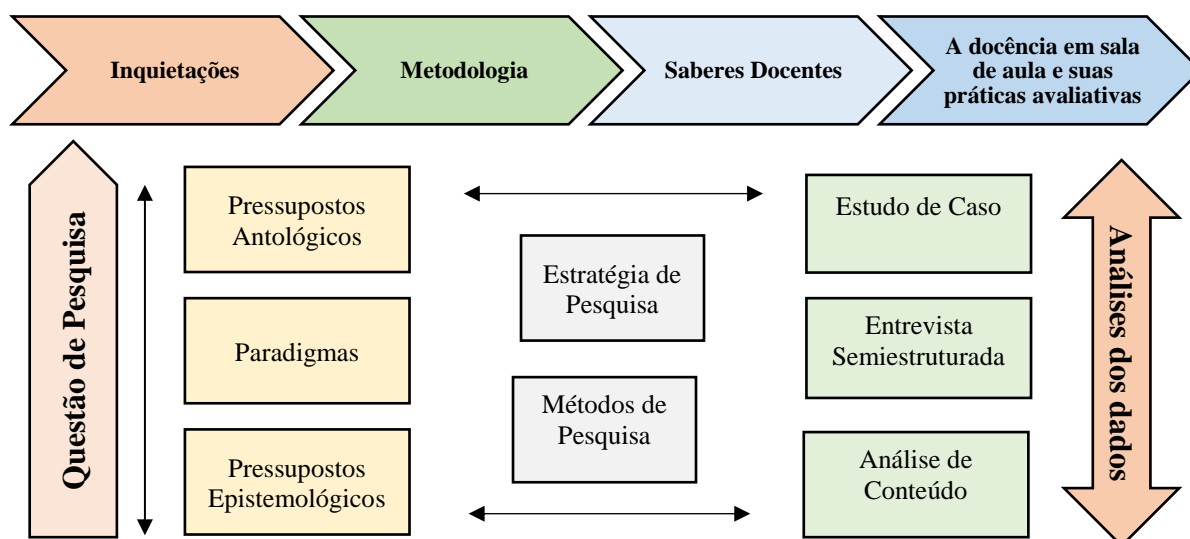 Inquietações
Metodologia
Saberes Docentes
A docência em sala
de aula e suas
práticas avaliativas
Questão de Pesquisa
Pressupostos
Antológicos
Paradigmas
Pressupostos
Epistemológicos
Estratégia de
Pesquisa
Métodos de
Pesquisa
Estudo de Caso
Entrevista
Semiestruturada
Análise de
Conteúdo
Análises dos dados